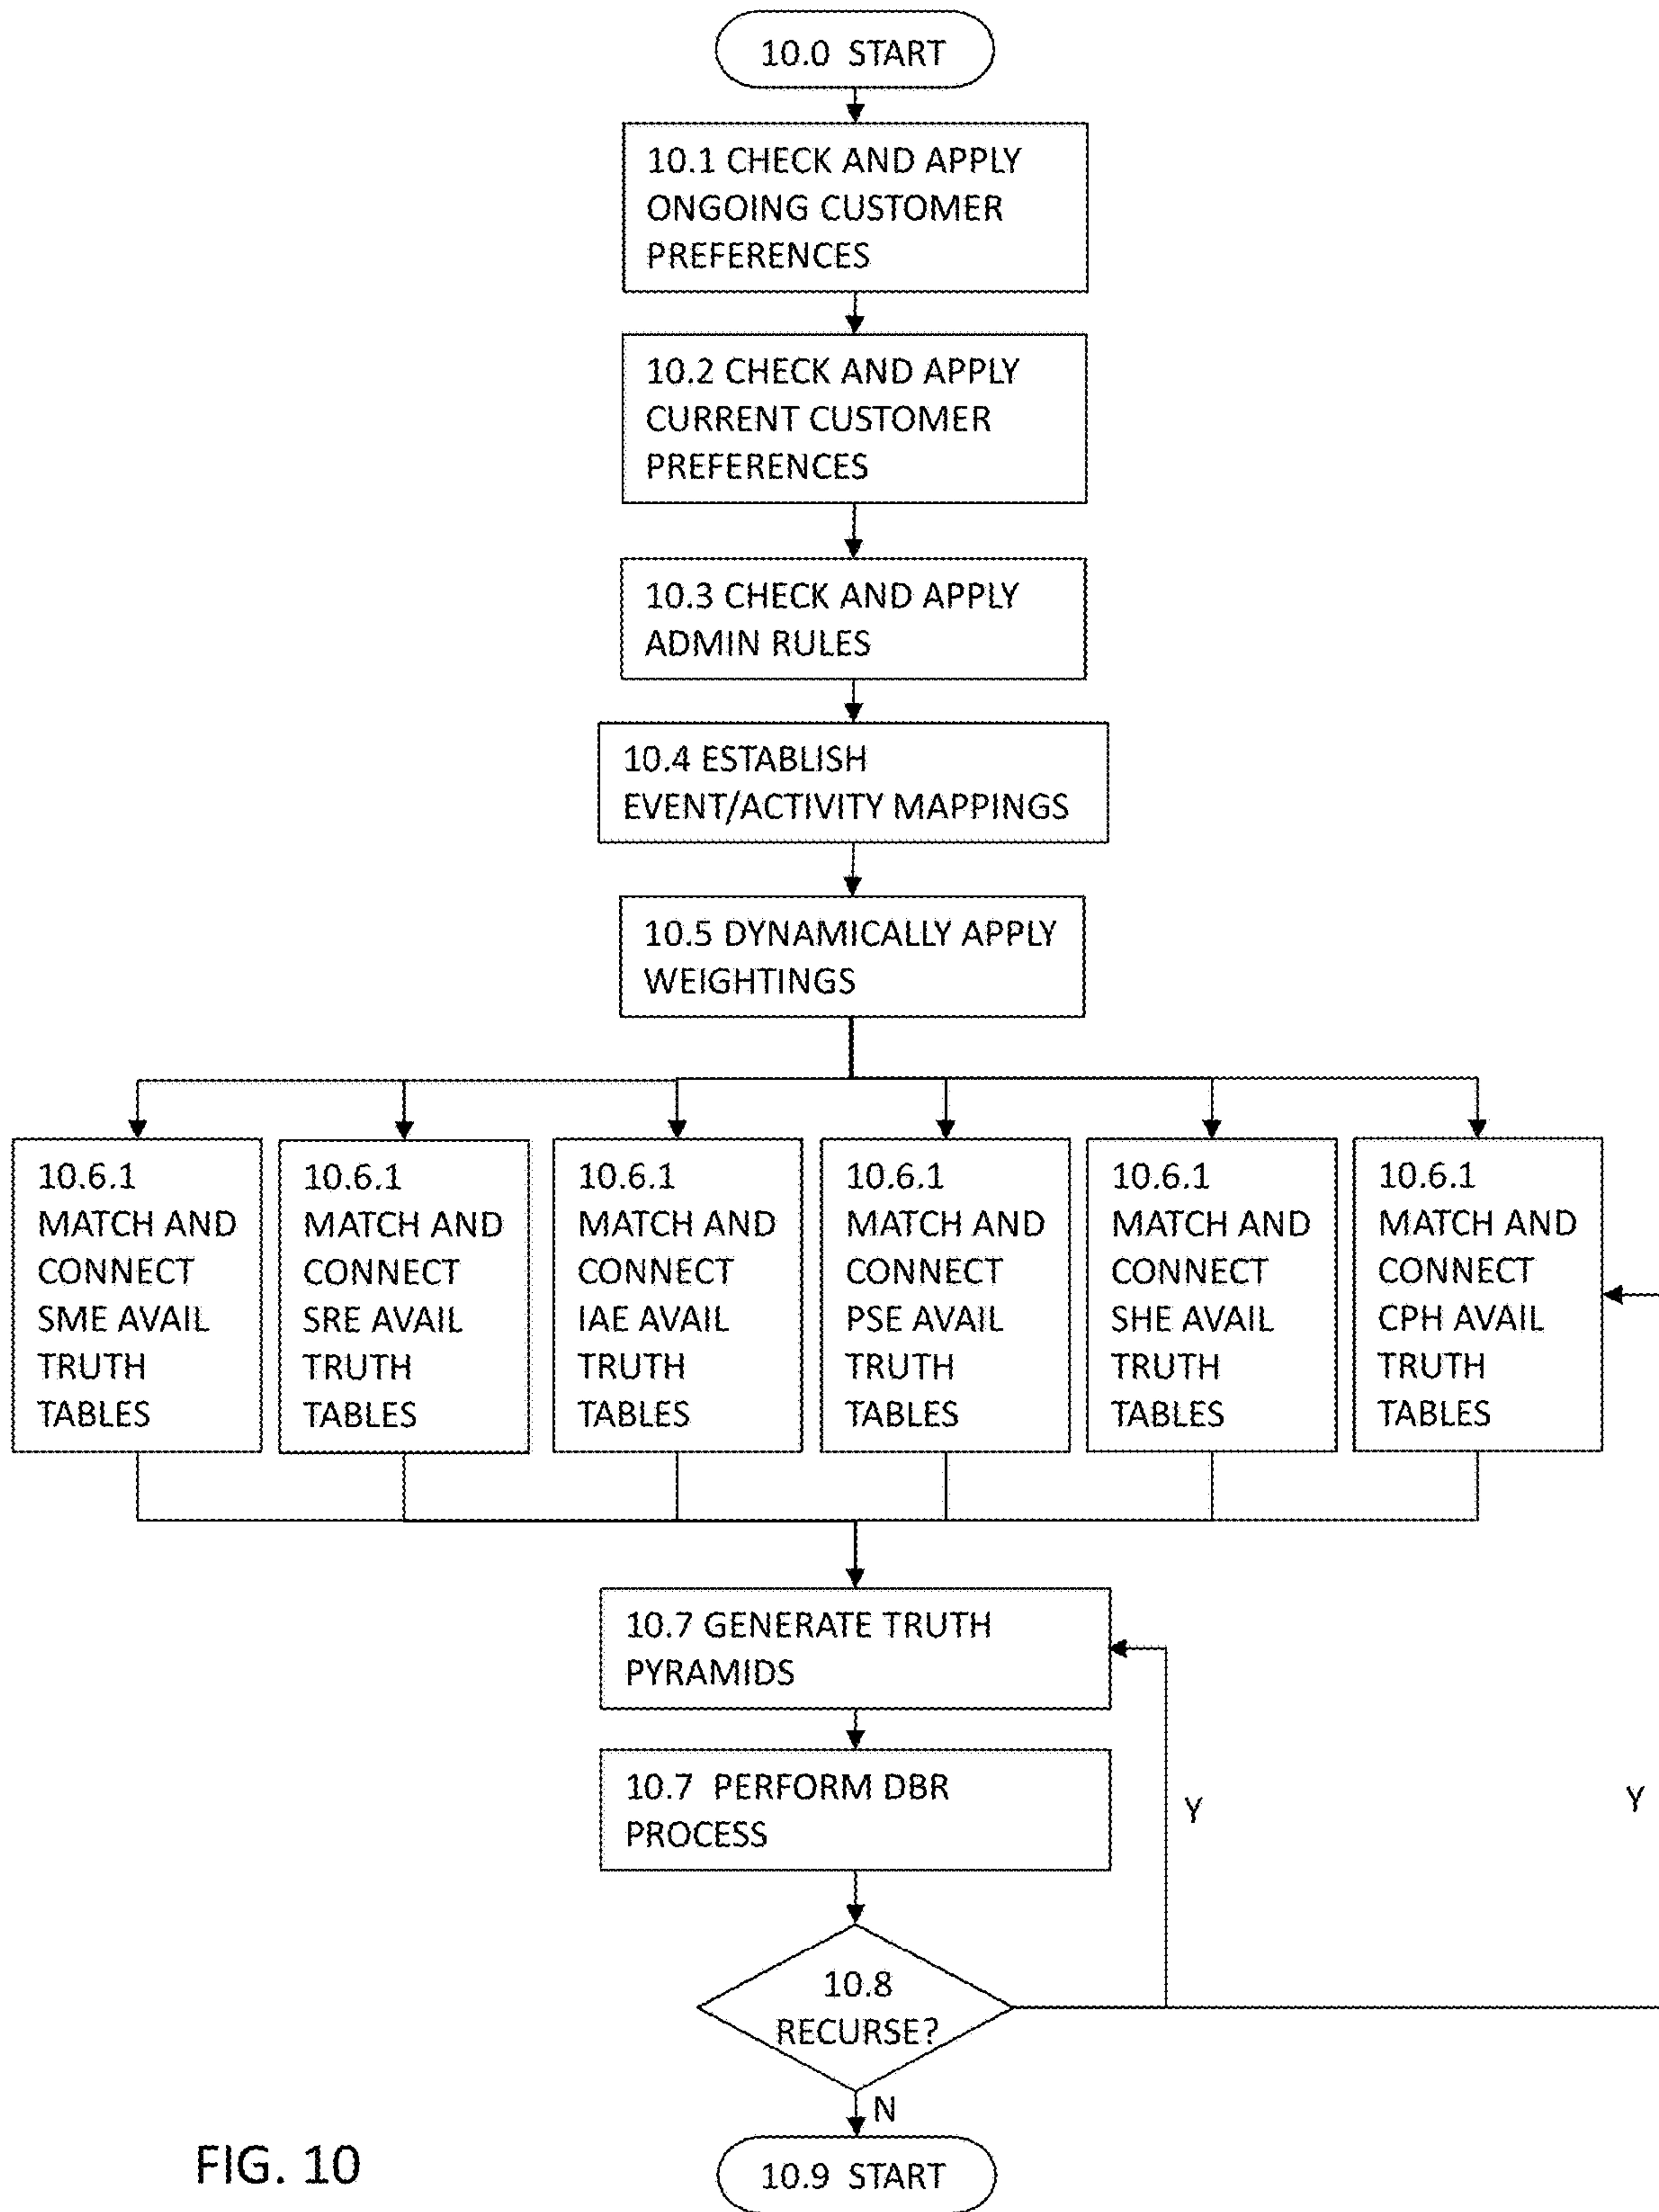 10.0 START
10.1 CHECK AND APPLY
ONGOING CUSTOMER
PREFERENCES
10.2 CHECK AND APPLY
CURRENT CUSTOMER
PREFERENCES
10.3 CHECK AND APPLY
ADMIN RULES
10.4 ESTABLISH
EVENT/ACTIVITY MAPPINGS
10.5 DYNAMICALLY APPLY
WEIGHTINGS
10.6.1
MATCH AND
CONNECT
SME AVAIL
TRUTH
TABLES
10.6.1
MATCH AND
CONNECT
SRE AVAIL
TRUTH
TABLES
10.6.1
MATCH AND
CONNECT
IAE AVAIL
TRUTH
TABLES
10.6.1
MATCH AND
CONNECT
PSE AVAIL
TRUTH
TABLES
10.6.1
MATCH AND
CONNECT
SHE AVAIL
TRUTH
TABLES
10.6.1
MATCH AND
CONNECT
CPH AVAIL
TRUTH
TABLES
10.7 GENERATE TRUTH
PYRAMIDS
10.7 PERFORM DBR
PROCESS
Y
Y
10.8
RECURSE?
N
10.9 START
FIG. 10